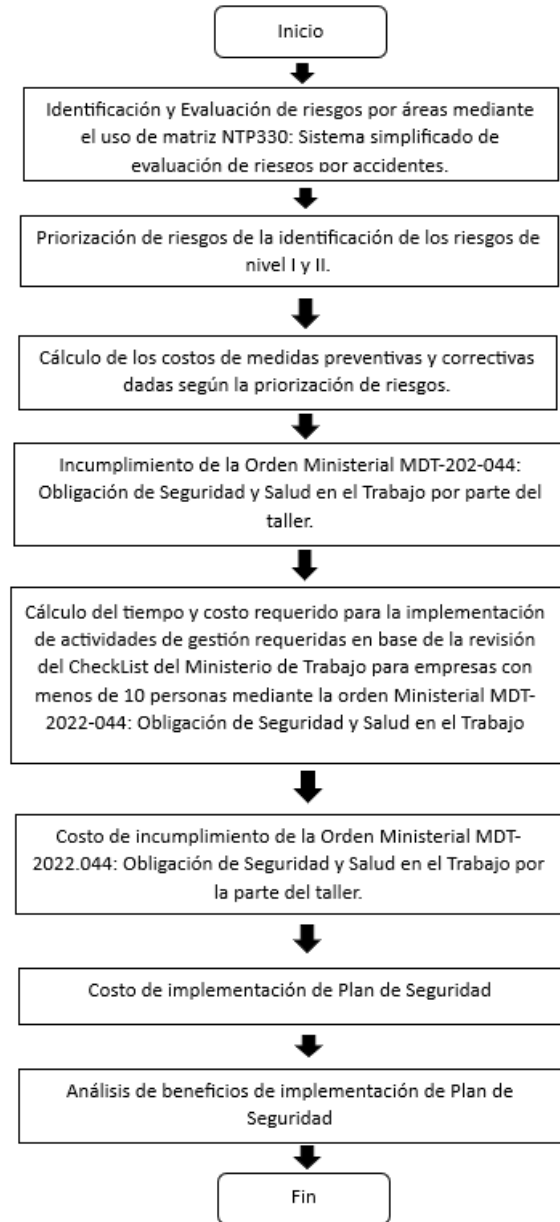 Inicio
Identificación y Evaluación de riesgos por áreas mediante
el uso de matriz NTP330: Sistema simplificado de
evaluación de riesgos por accidentes.
Priorización de riesgos de la identificación de los riesgos de
nivel I y II.
Cálculo de los costos de medidas preventivas y correctivas
dadas según la priorización de riesgos.
Incumplimiento de la Orden Ministerial MDT-202-044:
Obligación de Seguridad y Salud en el Trabajo por parte del
taller.
Cálculo del tiempo y costo requerido para la implementación
de actividades de gestión requeridas en base de la revisión
del CheckList del Ministerio de Trabajo para empresas con
menos de 10 personas mediante la orden Ministerial MDT-
2022-044: Obligación de Seguridad y Salud en el Trabajo
Costo de incumplimiento de la Orden Ministerial MDT-
2022.044: Obligación de Seguridad y Salud en el Trabajo por
la parte del taller.
Costo de implementación de Plan de Seguridad
Análisis de beneficios de implementación de Plan de
Seguridad
Fin